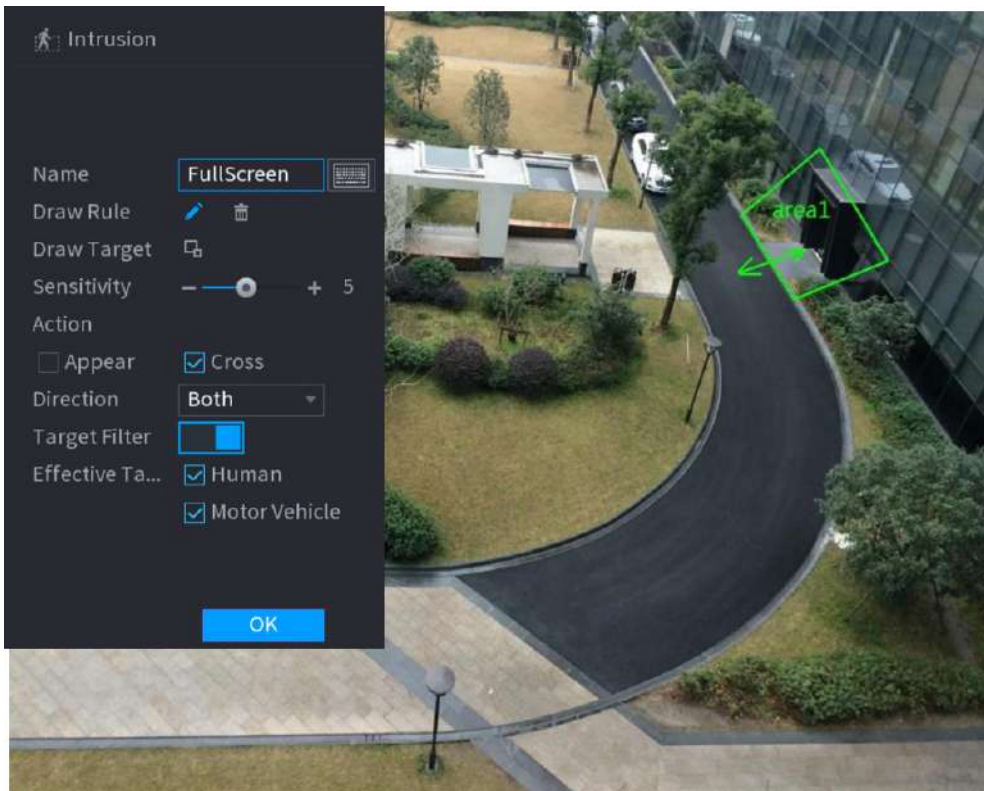 Intrusion
Name FullScreen
Draw Rule
Draw Target
Sensitivity - + 5
Action
Appear Cross
Direction Both
Target Filter
Effective Ta... Human
Motor Vehicle
OK
area1